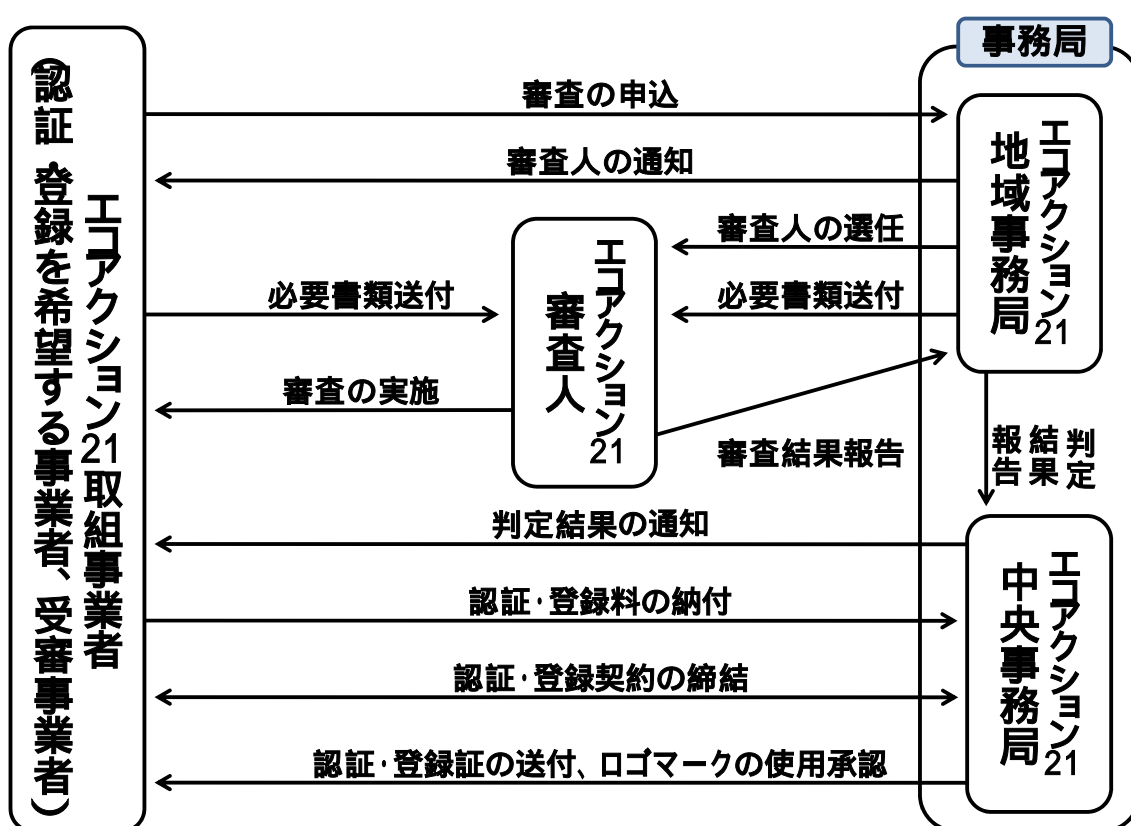 事務局
エコアクション21取組事業者
(認証・登録を希望する事業者、受審事業者)
審査の申込
エコアクション21
地域事務局
審査人の通知
審査人の選任
エコアクション21
審査人
必要書類送付
必要書類送付
審査の実施
審査結果報告
判定
結果
報告
判定結果の通知
エコアクション21
中央事務局
認証・登録料の納付
認証・登録契約の締結
認証・登録証の送付、ロゴマークの使用承認